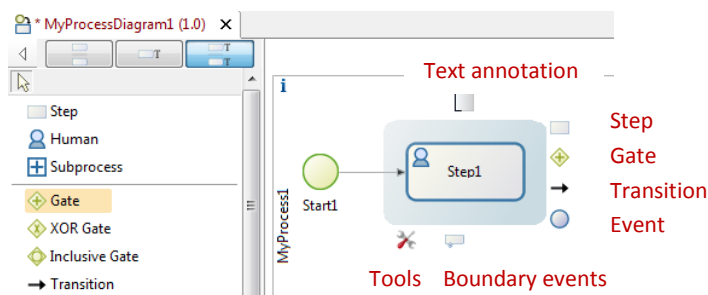 * MyProcessDiagram1 (1.0)
T
T
T
Step
Human
Subprocess
Gate
XOR Gate
Inclusive Gate
Transition
i
MyProcess1
Start1
Text annotation
Step1
Step
Gate
Transition
Event
Tools Boundary events